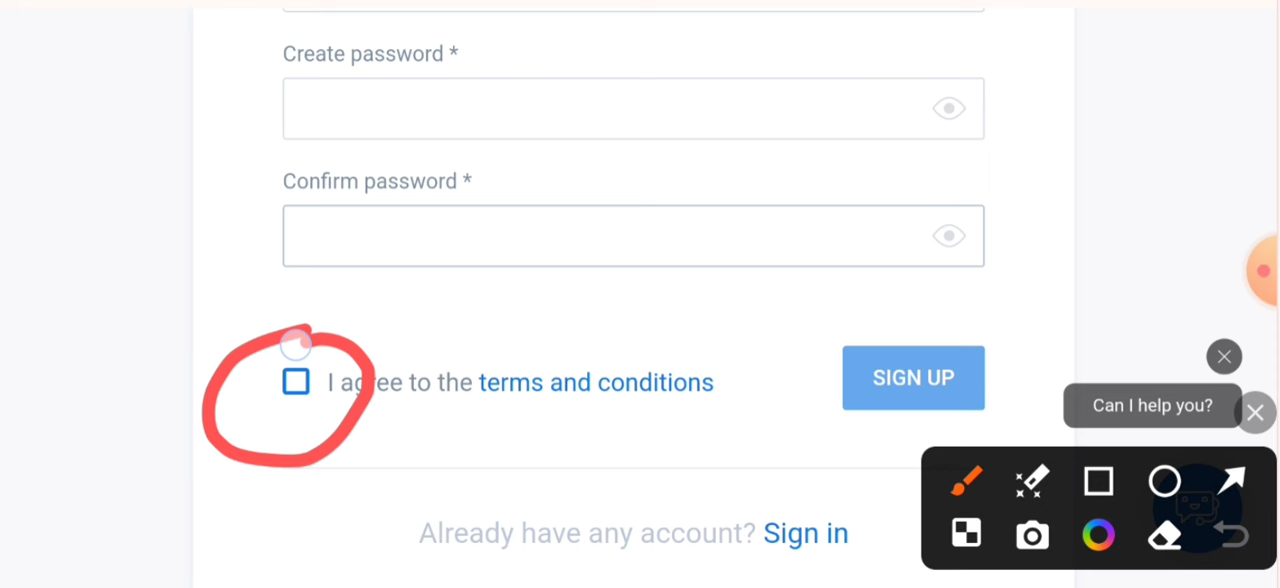 Create password *
Confirm password *
I agree to the terms and conditions
SIGN UP
Can I help you?
Already have any account? Sign in